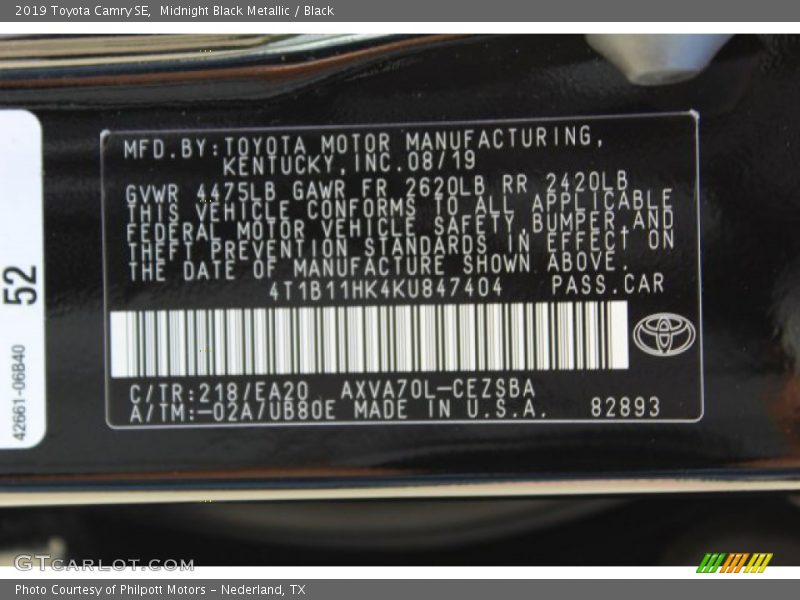 2019 Toyota Camry SE, Midnight Black Metallic / Black
MFD.BY:TOYOTA MOTOR MANUFACTURING,
KENTUCKY,INC.08/19
GVWR 4475LB GAWR FR 2620LB RR 2420LB
THIS VEHICLE CONFORMS TO ALL APPLICABLE
FEDERAL MOTOR VEHICLE SAFETY,BUMPER,AND
THEFT PREVENTION STANDARDS IN EFFECT ON
THE DATE OF MANUFACTURE SHOWN ABOVE.
4T1B11HK4KU847404 PASS.CAR
C/TR:218/EA20 AXVA70L-CEZSBA
A/TM:-02A/UB80E MADE IN U.S.A. 82893
52
42661-06B40
GTCARLOT.COM
Photo Courtesy of Philpott Motors - Nederland, TX